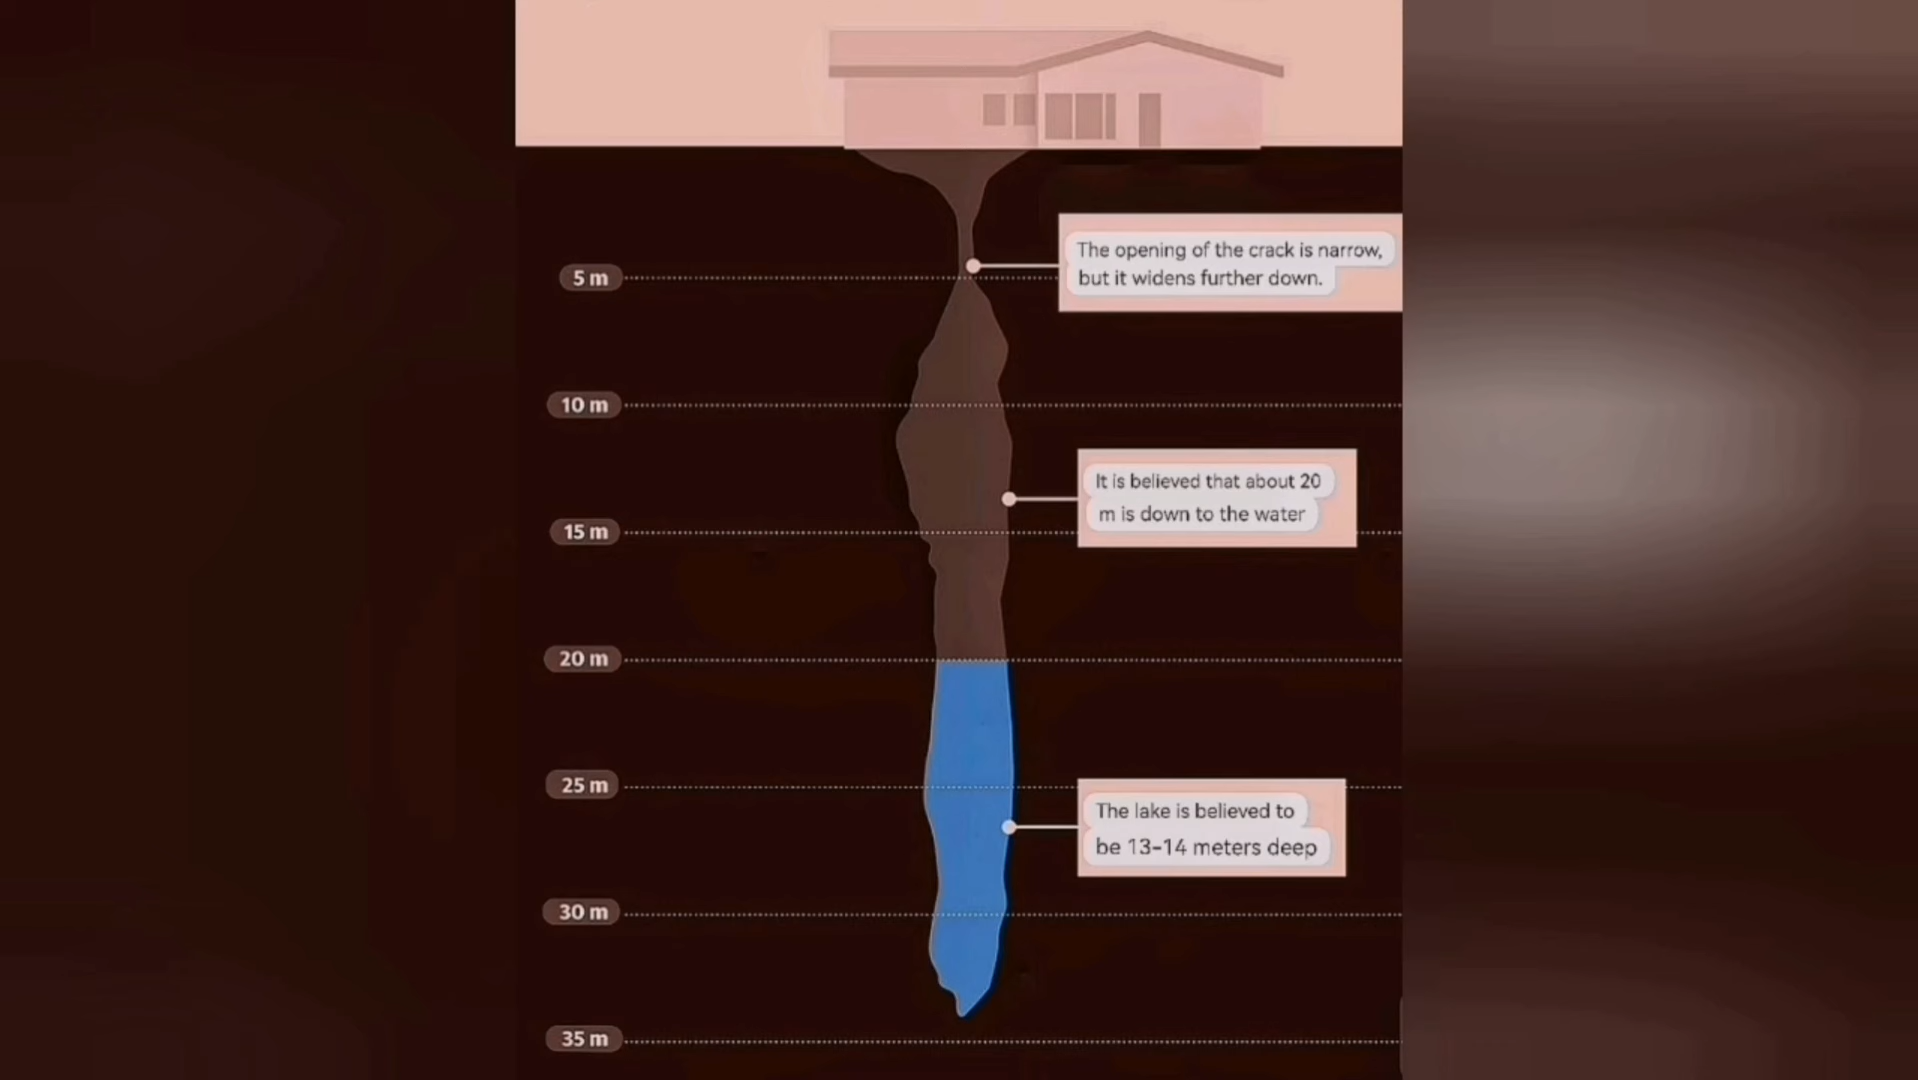 The opening of the crack is narrow,
but it widens further down.
5 m
10 m
It is believed that about 20
m is down to the water
15 m
20 m
25 m
The lake is believed to
be 13-14 meters deep
30 m
35 m